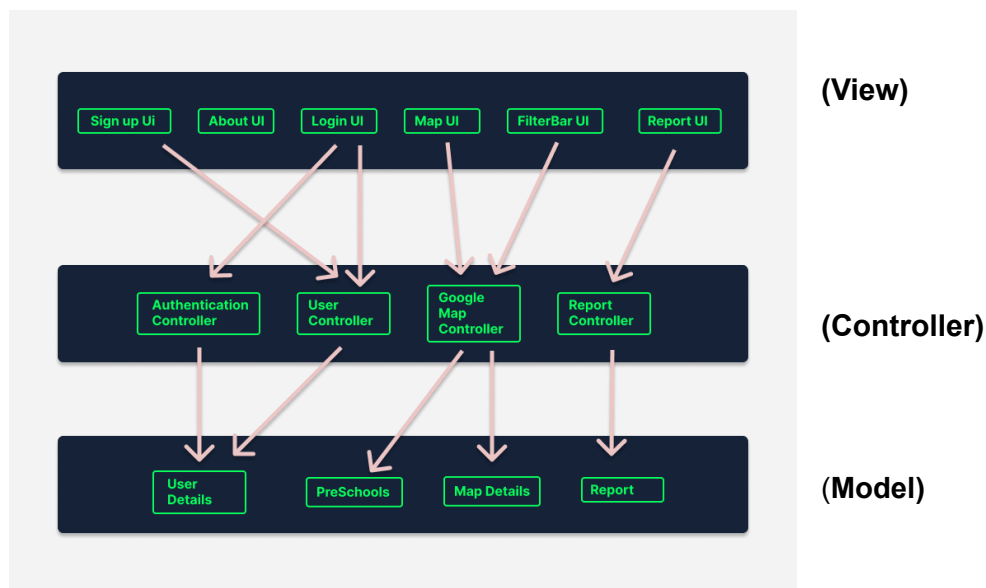 (View)
Sign up Ui
About UI
Login UI
Map UI
FilterBar UI
Report UI
Authentication
Controller
User
Controller
Google
Map
Controller
Report
Controller
(Controller)
User
Details
PreSchools
Map Details
Report
(Model)